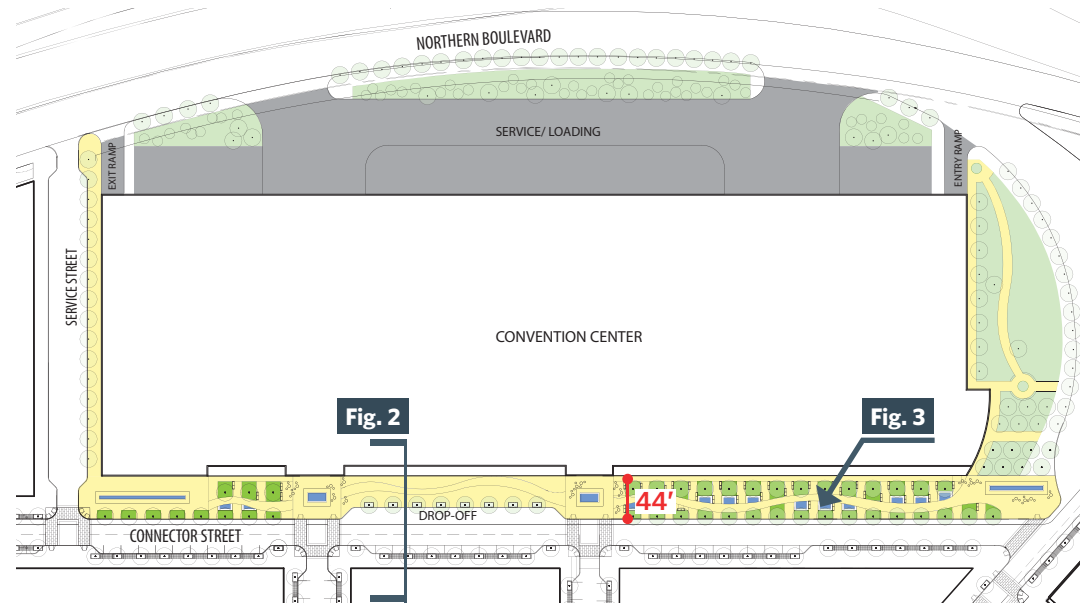 NORTHERN BOULEVARD
SERVICE/ LOADING
EXIT RAMP
ENTRY RAMP
SERVICE STREET
CONVENTION CENTER
Fig. 2
Fig. 3
44'
DROP-OFF
CONNECTOR STREET